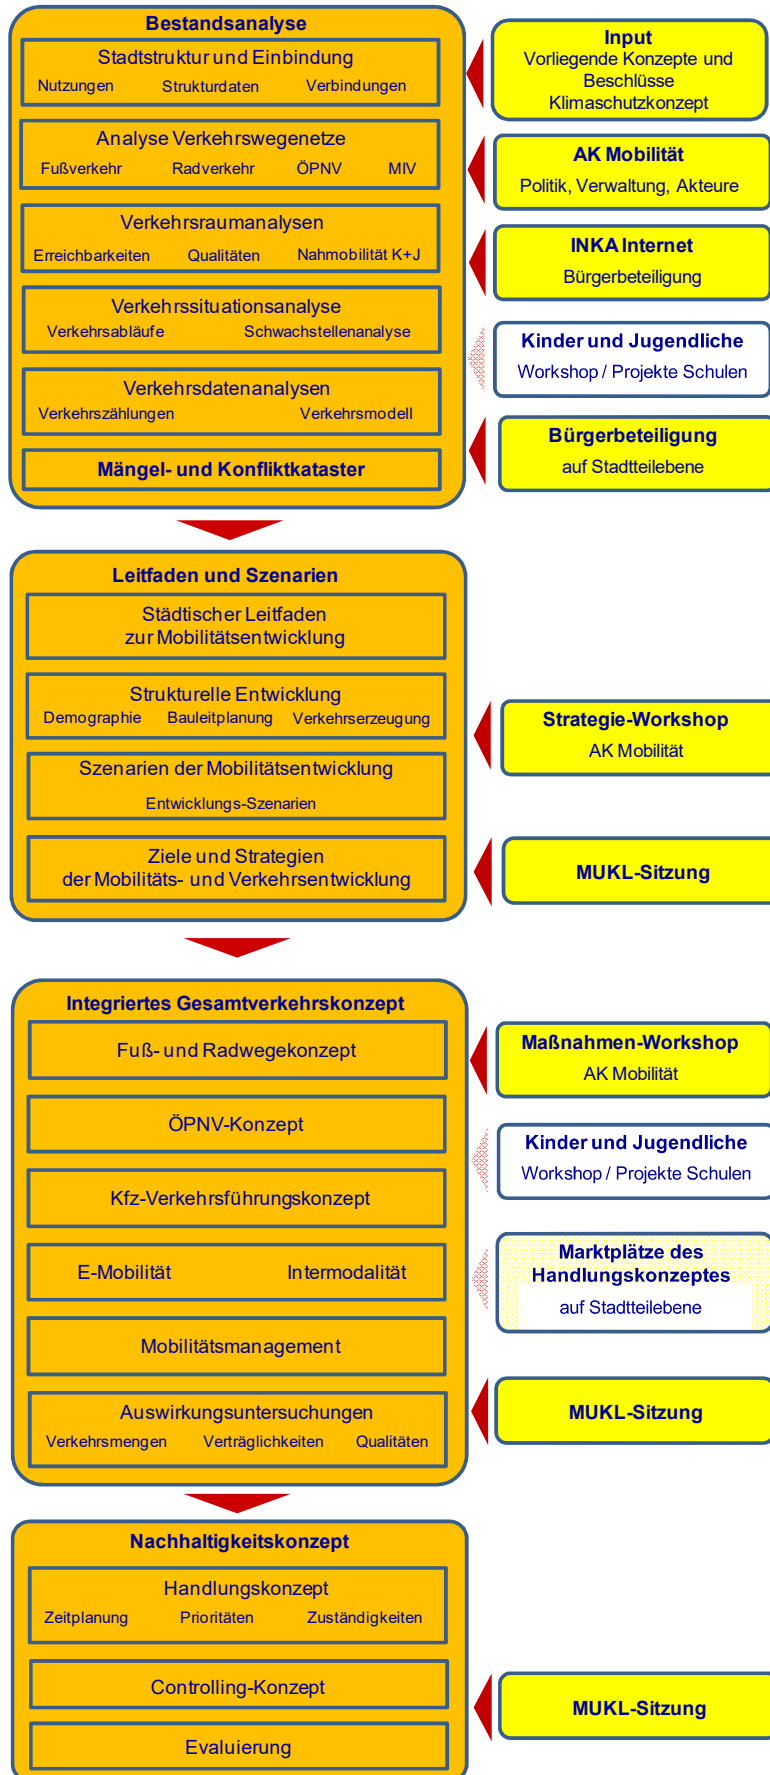 Bestandsanalyse
Stadtstruktur und Einbindung
Nutzungen Strukturdaten Verbindungen
Analyse Verkehrswegenetze
Fußverkehr Radverkehr ÖPNV MIV
Verkehrsraumanalysen
Erreichbarkeiten Qualitäten Nahmobilität K+J
Verkehrssituationsanalyse
Verkehrsabläufe Schwachstellenanalyse
Verkehrsdatenanalysen
Verkehrszählungen Verkehrsmodell
Mängel- und Konfliktkataster
Input
Vorliegende Konzepte und
Beschlüsse
Klimaschutzkonzept
AK Mobilität
Politik, Verwaltung, Akteure
INKA Internet
Bürgerbeteiligung
Kinder und Jugendliche
Workshop / Projekte Schulen
Bürgerbeteiligung
auf Stadtteilebene
Leitfaden und Szenarien
Städtischer Leitfaden
zur Mobilitätsentwicklung
Strukturelle Entwicklung
Demographie Bauleitplanung Verkehrserzeugung
Szenarien der Mobilitätsentwicklung
Entwicklungs-Szenarien
Ziele und Strategien
der Mobilitäts- und Verkehrsentwicklung
Strategie-Workshop
AK Mobilität
MUKL-Sitzung
Integriertes Gesamtverkehrskonzept
Fuß- und Radwegekonzept
ÖPNV-Konzept
Kfz-Verkehrsführungskonzept
E-Mobilität Intermodalität
Mobilitätsmanagement
Auswirkungsuntersuchungen
Verkehrsmengen Verträglichkeiten Qualitäten
Maßnahmen-Workshop
AK Mobilität
Kinder und Jugendliche
Workshop / Projekte Schulen
Marktplätze des
Handlungskonzeptes
auf Stadtteilebene
MUKL-Sitzung
Nachhaltigkeitskonzept
Handlungskonzept
Zeitplanung Prioritäten Zuständigkeiten
Controlling-Konzept
Evaluierung
MUKL-Sitzung